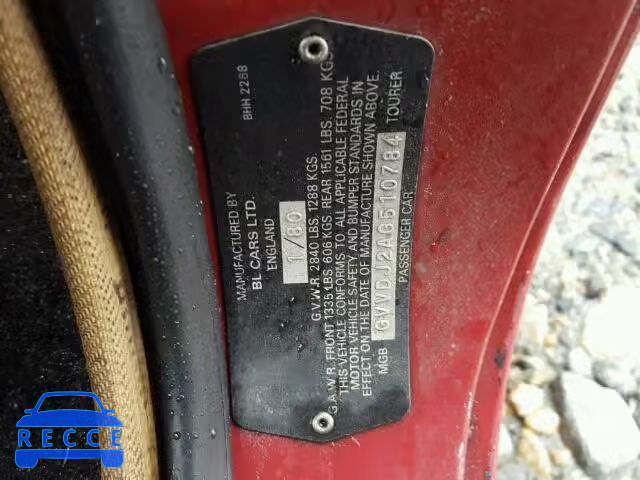 MANUFACTURED BY BHH 2268
BL CARS LTD.
ENGLAND
1/80
G.V.W.R. 2840 LBS. 1288 KGS.
G.A.W.R. FRONT 1335 LBS 606 KGS. REAR 1561 LBS. 708 KGS.
THIS VEHICLE CONFORMS TO ALL APPLICABLE FEDERAL
MOTOR VEHICLE SAFETY AND BUMPER STANDARDS IN
EFFECT ON THE DATE OF MANUFACTURE SHOWN ABOVE.
MGB GVVDJ2AG510784 TOURER
PASSENGER CAR
RECCE